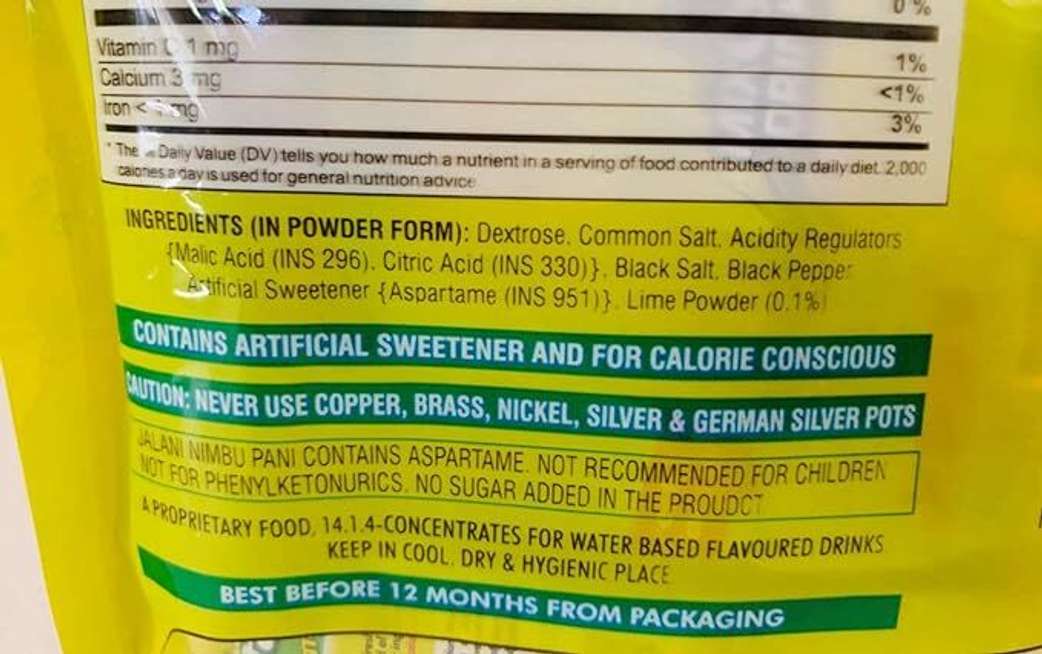 0%
Vitamin C 1 mg 1%
Calcium 3 mg <1%
Iron < mg 3%
* The Daily Value (DV) tells you how much a nutrient in a serving of food contributed to a daily diet. 2,000
calories a day is used for general nutrition advice
INGREDIENTS (IN POWDER FORM): Dextrose, Common Salt, Acidity Regulators
{Malic Acid (INS 296), Citric Acid (INS 330)}, Black Salt, Black Pepper
Artificial Sweetener {Aspartame (INS 951)}, Lime Powder (0.1%)
CONTAINS ARTIFICIAL SWEETENER AND FOR CALORIE CONSCIOUS
CAUTION: NEVER USE COPPER, BRASS, NICKEL, SILVER & GERMAN SILVER POTS
JALANI NIMBU PANI CONTAINS ASPARTAME. NOT RECOMMENDED FOR CHILDREN
NOT FOR PHENYLKETONURICS. NO SUGAR ADDED IN THE PROUDCT
A PROPRIETARY FOOD, 14.1.4-CONCENTRATES FOR WATER BASED FLAVOURED DRINKS
KEEP IN COOL, DRY & HYGIENIC PLACE
BEST BEFORE 12 MONTHS FROM PACKAGING